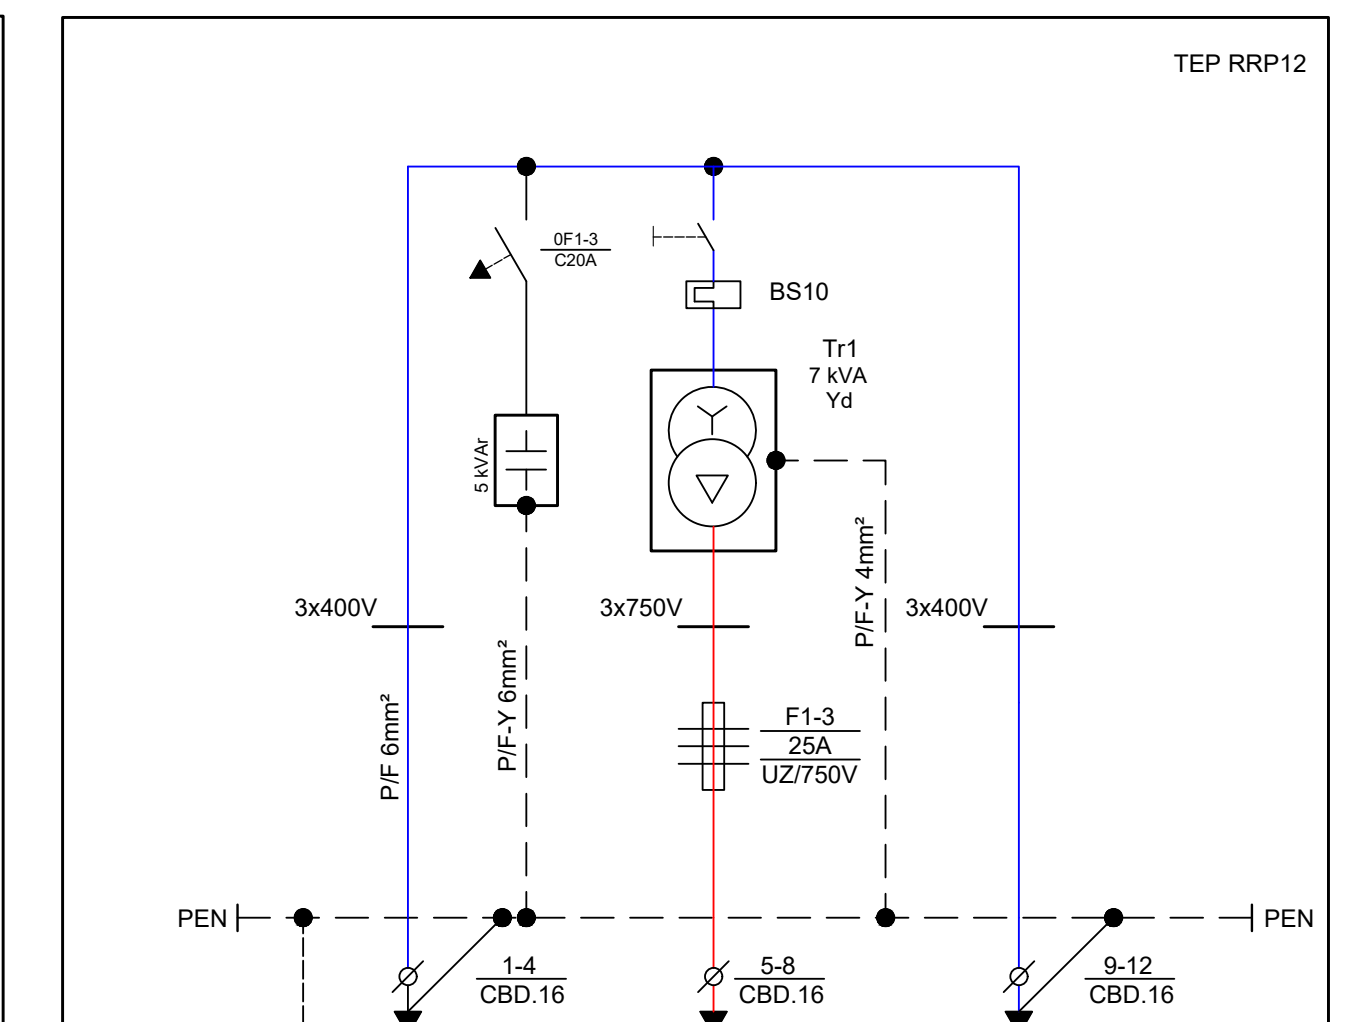 TEP RRP12
0F1-3
C20A
BS10
Tr1
7 kVA
Yd
5 kVAr
3x400V
3x750V
3x400V
P/F 6mm²
P/F-Y 6mm²
P/F-Y 4mm²
F1-3
25A
UZ/750V
PEN
PEN
1-4
CBD.16
5-8
CBD.16
9-12
CBD.16